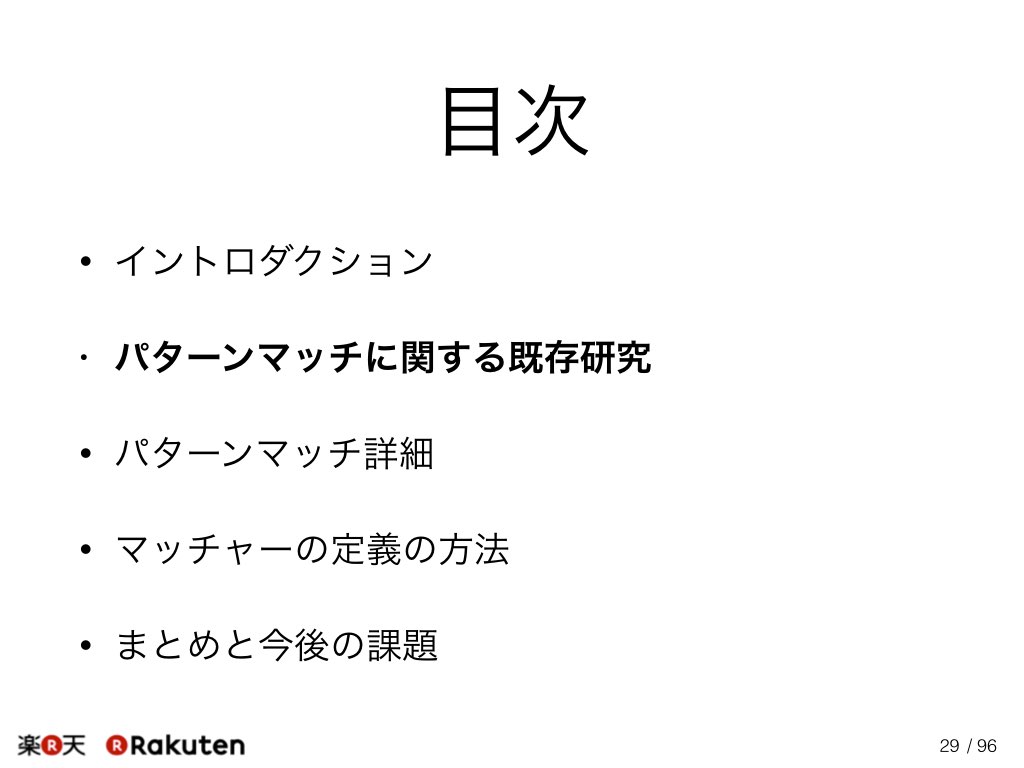 目次
• イントロダクション
• パターンマッチに関する既存研究
• パターンマッチ詳細
• マッチャーの定義の方法
• まとめと今後の課題
楽R天 R Rakuten 29 / 96